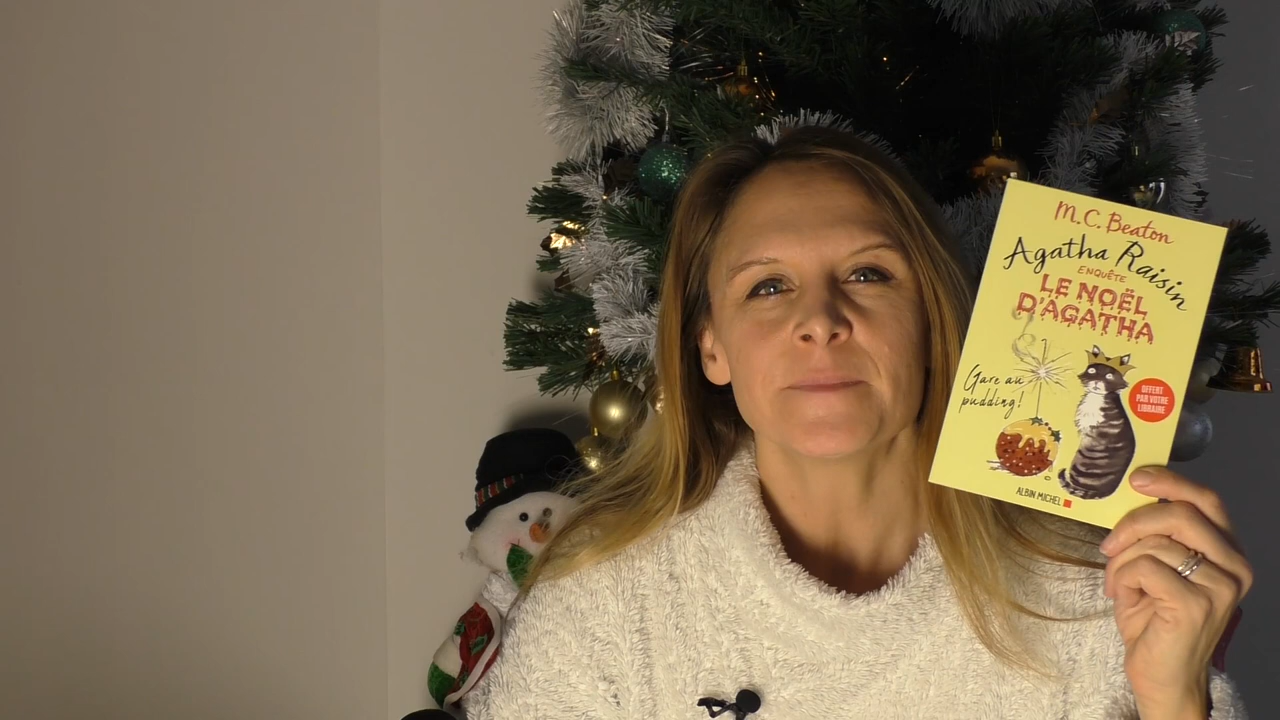 M.C. Beaton
Agatha Raisin
ENQUÊTE
LE NOËL
D'AGATHA
Gare au
pudding!
OFFERT
PAR VOTRE
LIBRAIRE
ALBIN MICHEL